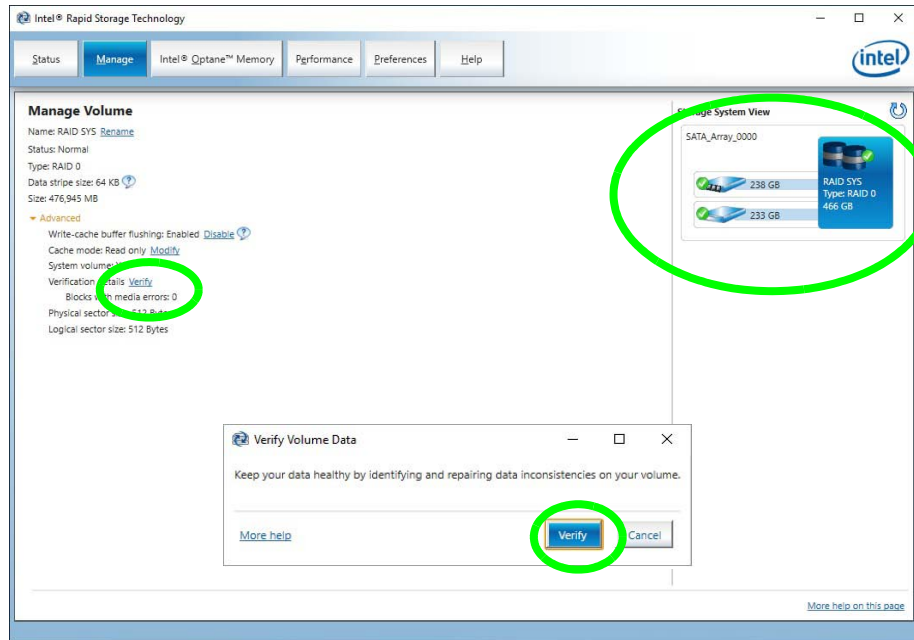 Intel® Rapid Storage Technology
Status
Manage
Intel® Optane™ Memory
Performance
Preferences
Help
intel
Manage Volume
Name: RAID SYS Rename
Status: Normal
Type: RAID 0
Data stripe size: 64 KB ?
Size: 476,945 MB
Advanced
Write-cache buffer flushing: Enabled Disable ?
Cache mode: Read only Modify
System volume:
Verification details Verify
Blocks with media errors: 0
Physical sector size: 512 Bytes
Logical sector size: 512 Bytes
Storage System View
SATA_Array_0000
238 GB
233 GB
RAID SYS
Type: RAID 0
466 GB
Verify Volume Data
Keep your data healthy by identifying and repairing data inconsistencies on your volume.
More help
Verify
Cancel
More help on this page